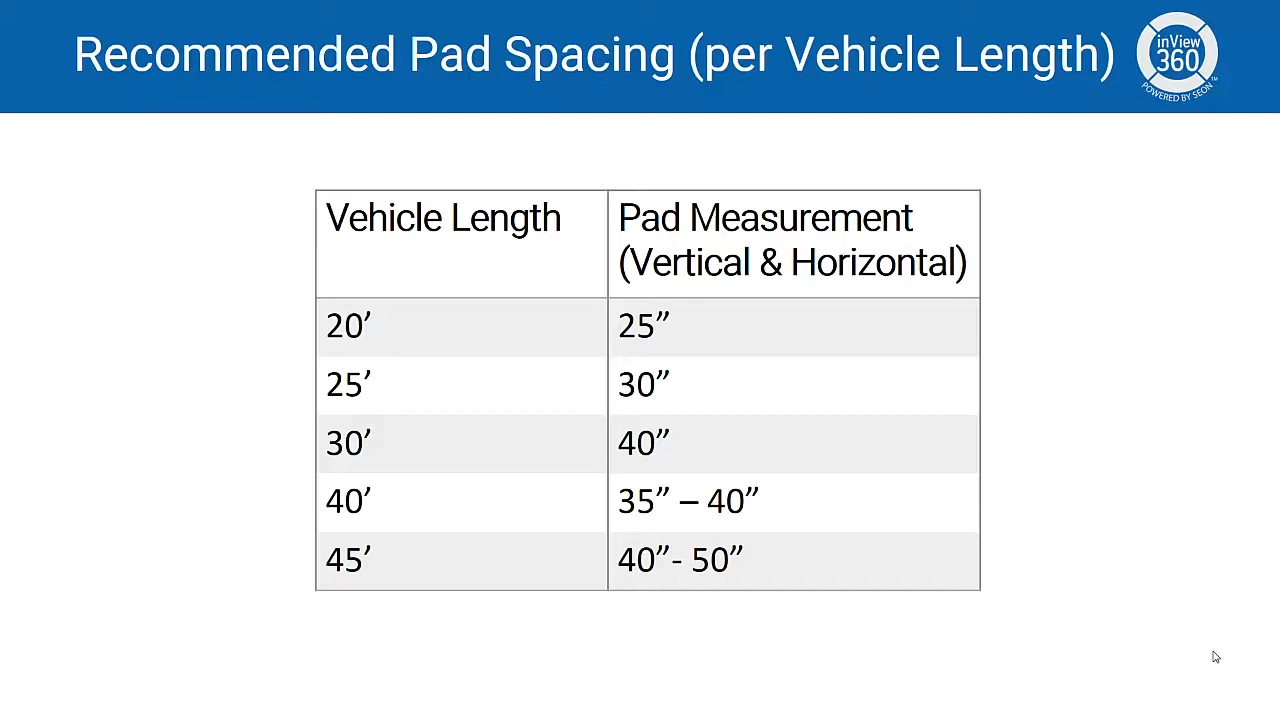 Recommended Pad Spacing (per Vehicle Length)
inView
360
POWERED BY SEON™
Vehicle Length
Pad Measurement
(Vertical & Horizontal)
20’
25”
25’
30”
30’
40”
40’
35” – 40”
45’
40”- 50”